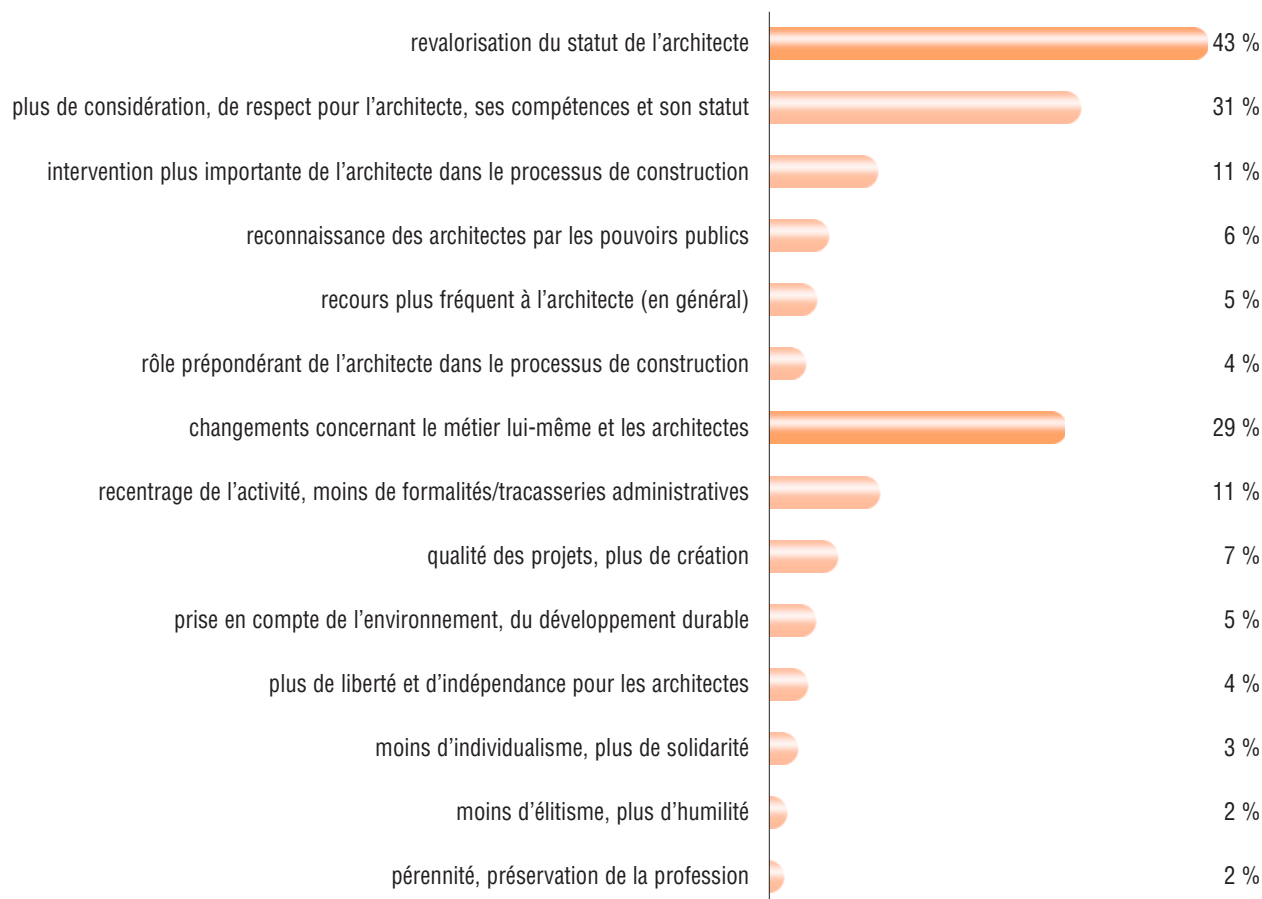 revalorisation du statut de l’architecte 43 %
plus de considération, de respect pour l’architecte, ses compétences et son statut 31 %
intervention plus importante de l’architecte dans le processus de construction 11 %
reconnaissance des architectes par les pouvoirs publics 6 %
recours plus fréquent à l’architecte (en général) 5 %
rôle prépondérant de l’architecte dans le processus de construction 4 %
changements concernant le métier lui-même et les architectes 29 %
recentrage de l’activité, moins de formalités/tracasseries administratives 11 %
qualité des projets, plus de création 7 %
prise en compte de l’environnement, du développement durable 5 %
plus de liberté et d’indépendance pour les architectes 4 %
moins d’individualisme, plus de solidarité 3 %
moins d’élitisme, plus d’humilité 2 %
pérennité, préservation de la profession 2 %